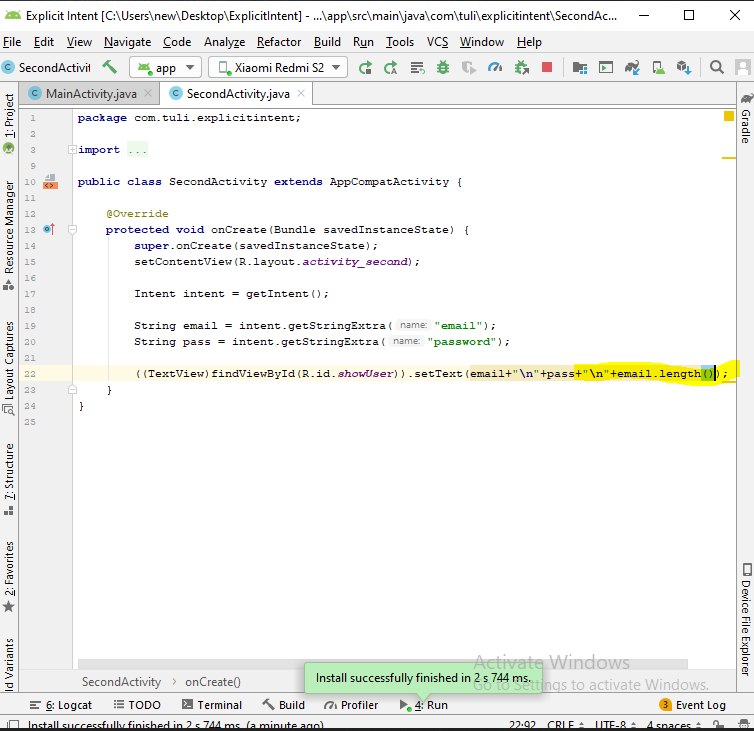 Explicit Intent [C:\Users\new\Desktop\ExplicitIntent] - ...\app\src\main\java\com\tuli\explicitintent\SecondAc...
File Edit View Navigate Code Analyze Refactor Build Run Tools VCS Window Help
SecondActivit app Xiaomi Redmi S2
MainActivity.java SecondActivity.java
1 package com.tuli.explicitintent;
2
3 import ...
9
10 public class SecondActivity extends AppCompatActivity {
11
12 @Override
13 protected void onCreate(Bundle savedInstanceState) {
14 super.onCreate(savedInstanceState);
15 setContentView(R.layout.activity_second);
16
17 Intent intent = getIntent();
18
19 String email = intent.getStringExtra( name: "email");
20 String pass = intent.getStringExtra( name: "password");
21
22 ((TextView)findViewById(R.id.showUser)).setText(email+"\n"+pass+"\n"+email.length());
23 }
24 }
25
1: Project
Resource Manager
Layout Captures
7: Structure
2: Favorites
ld Variants
Gradle
Device File Explorer
Activate Windows
Go to Settings to activate Windows.
SecondActivity > onCreate()
Install successfully finished in 2 s 744 ms.
6: Logcat TODO Terminal Build Profiler 4: Run 3 Event Log
Install successfully finished in 2 s 744 ms. (a minute ago) 22:92 CRLF UTF-8 4 spaces